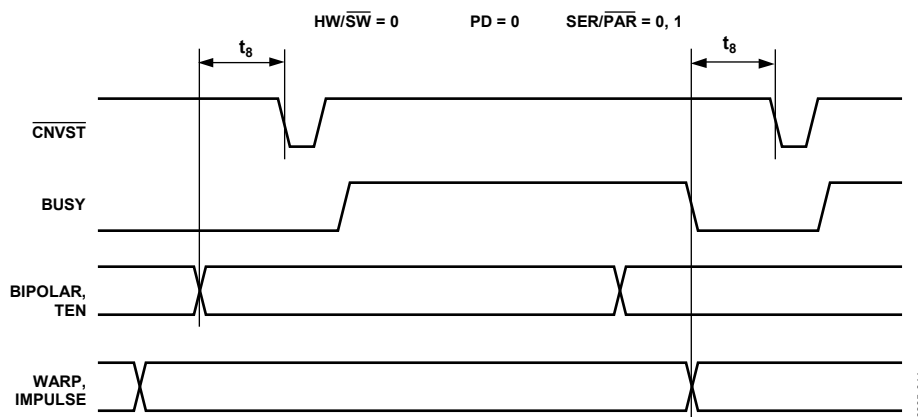 HW/SW = 0 PD = 0 SER/PAR = 0, 1
t8 t8
CNVST
BUSY
BIPOLAR,
TEN
WARP,
IMPULSE